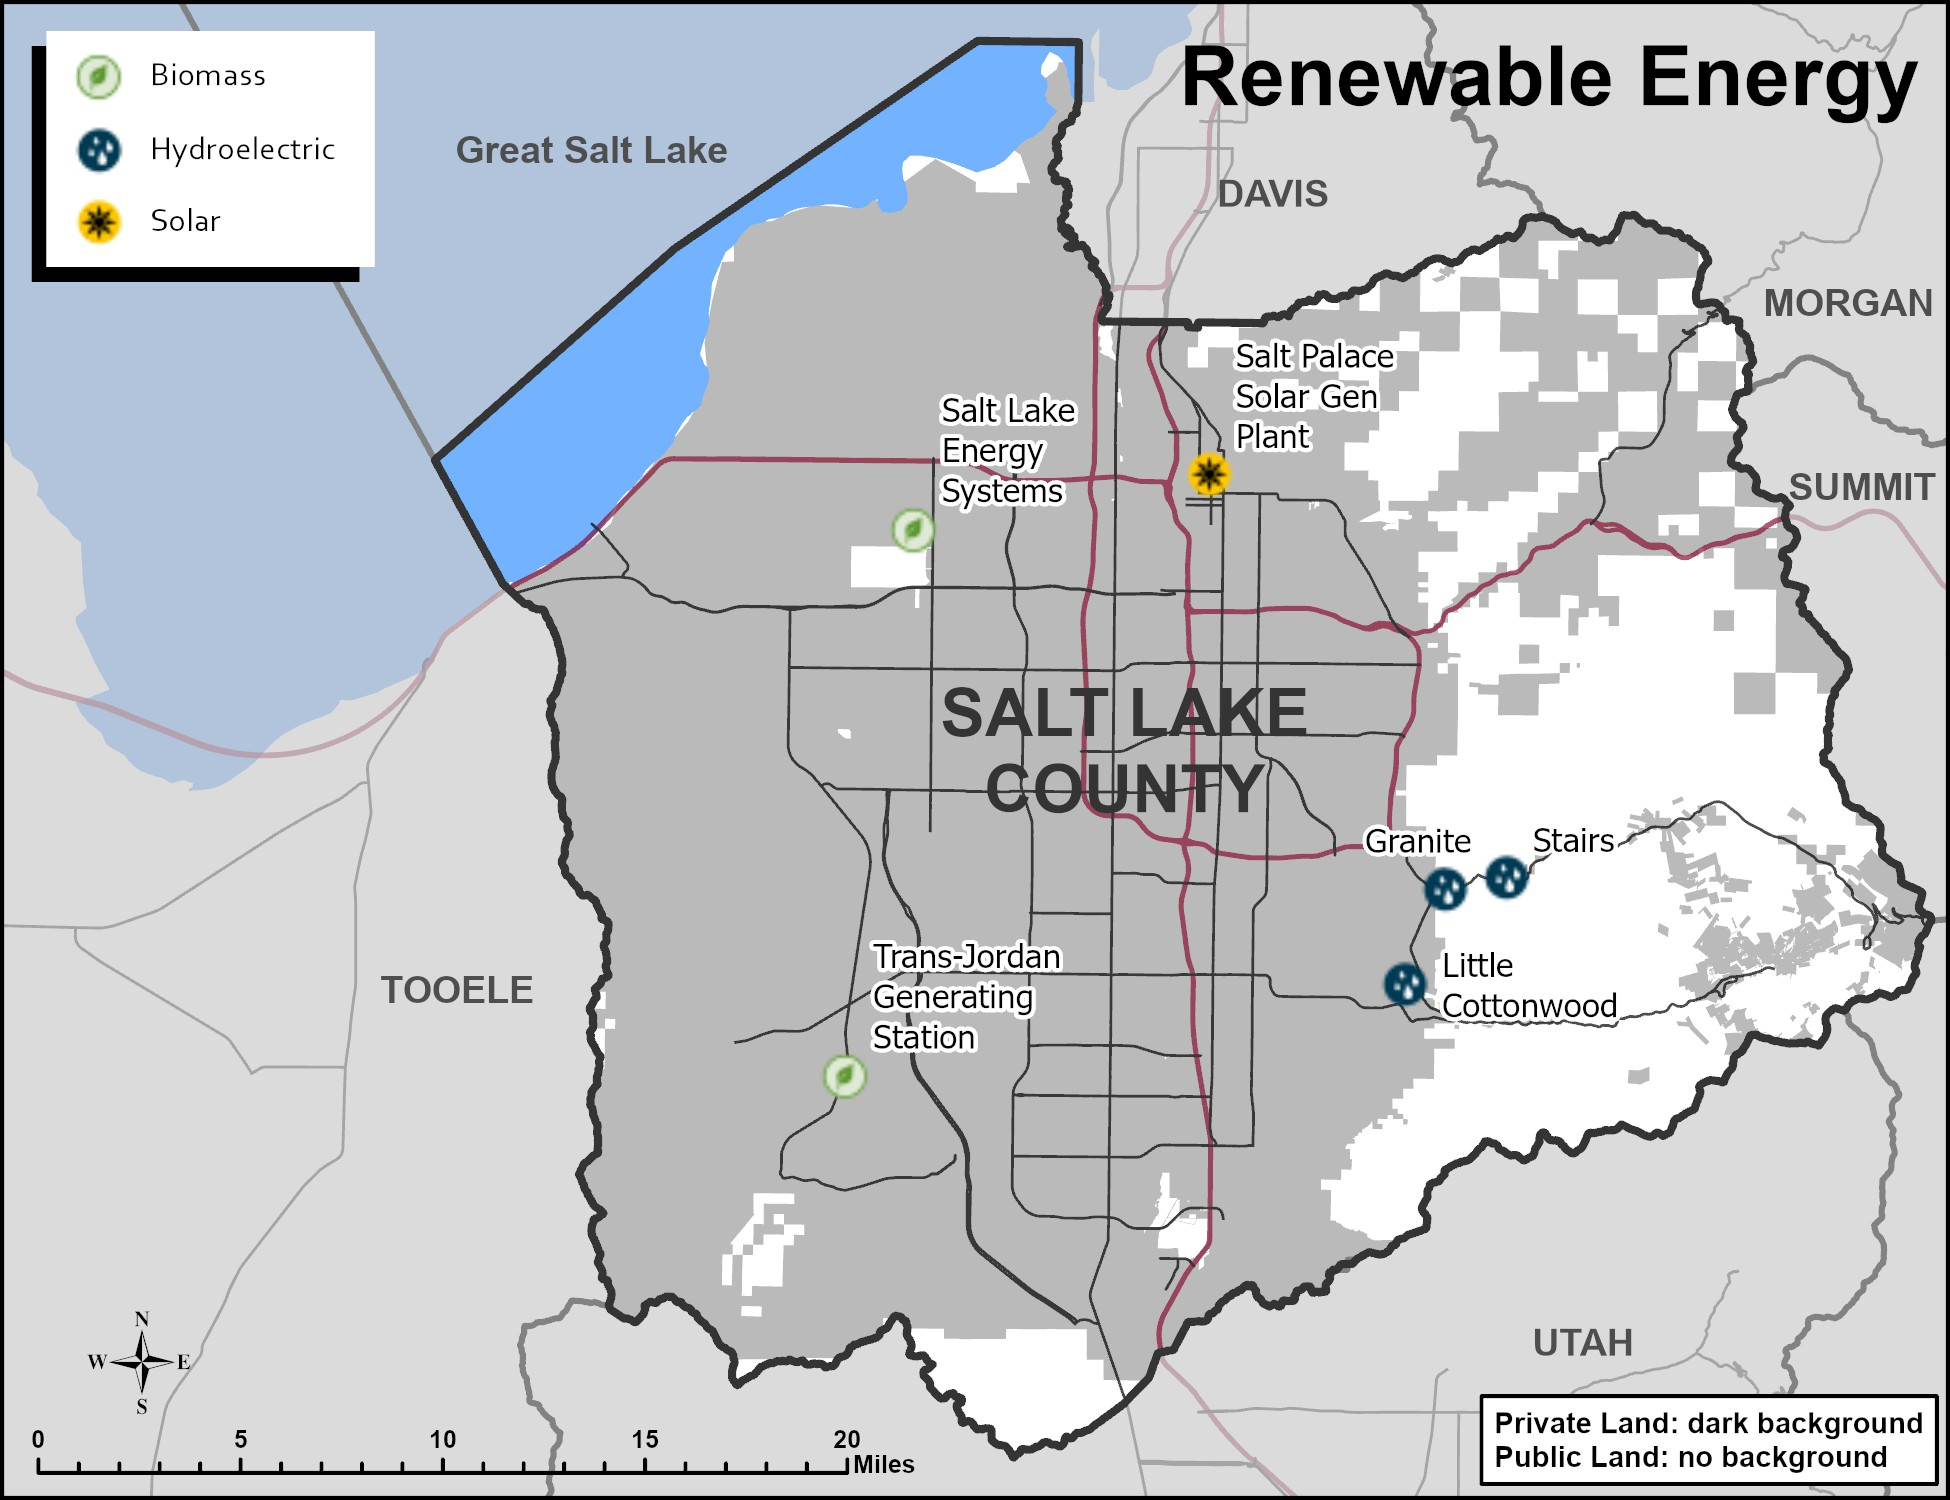 Renewable Energy
Biomass
Hydroelectric
Solar
Great Salt Lake
DAVIS
MORGAN
SUMMIT
Salt Palace
Solar Gen
Plant
Salt Lake
Energy
Systems
SALT LAKE
COUNTY
Granite
Stairs
Little
Cottonwood
Trans-Jordan
Generating
Station
TOOELE
UTAH
N
W E
S
0 5 10 15 20
Miles
Private Land: dark background
Public Land: no background